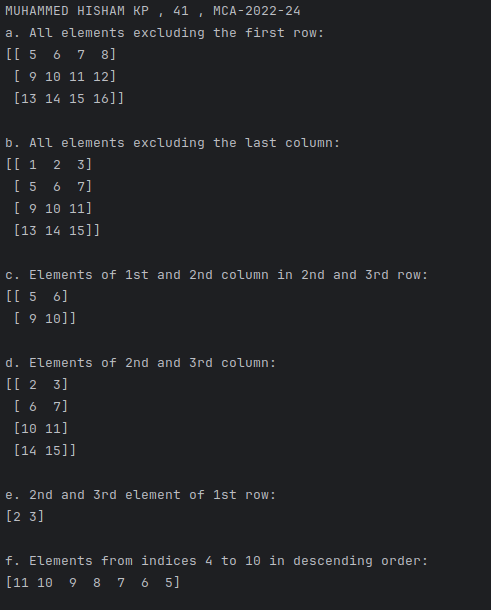 MUHAMMED HISHAM KP , 41 , MCA-2022-24
a. All elements excluding the first row:
[[ 5  6  7  8]
 [ 9 10 11 12]
 [13 14 15 16]]

b. All elements excluding the last column:
[[ 1  2  3]
 [ 5  6  7]
 [ 9 10 11]
 [13 14 15]]

c. Elements of 1st and 2nd column in 2nd and 3rd row:
[[ 5  6]
 [ 9 10]]

d. Elements of 2nd and 3rd column:
[[ 2  3]
 [ 6  7]
 [10 11]
 [14 15]]

e. 2nd and 3rd element of 1st row:
[2 3]

f. Elements from indices 4 to 10 in descending order:
[11 10  9  8  7  6  5]